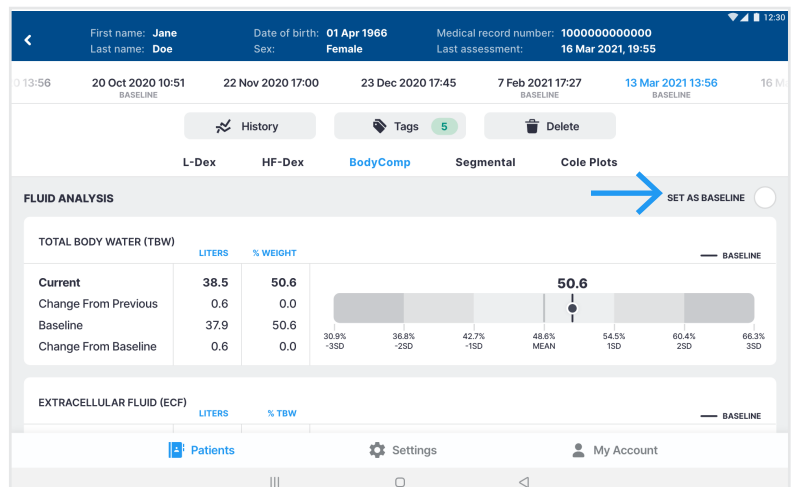 12:30
First name: Jane Date of birth: 01 Apr 1966 Medical record number: 1000000000000
Last name: Doe Sex: Female Last assessment: 16 Mar 2021, 19:55
13:56 20 Oct 2020 10:51 22 Nov 2020 17:00 23 Dec 2020 17:45 7 Feb 2021 17:27 13 Mar 2021 13:56 16 M
BASELINE BASELINE BASELINE
History Tags 5 Delete
L-Dex HF-Dex BodyComp Segmental Cole Plots
FLUID ANALYSIS SET AS BASELINE
TOTAL BODY WATER (TBW)
LITERS % WEIGHT BASELINE
Current 38.5 50.6 50.6
Change From Previous 0.6 0.0
Baseline 37.9 50.6
30.9% 36.8% 42.7% 48.6% 54.5% 60.4% 66.3%
Change From Baseline 0.6 0.0 -3SD -2SD -1SD MEAN 1SD 2SD 3SD
EXTRACELLULAR FLUID (ECF)
LITERS % TBW BASELINE
Patients Settings My Account